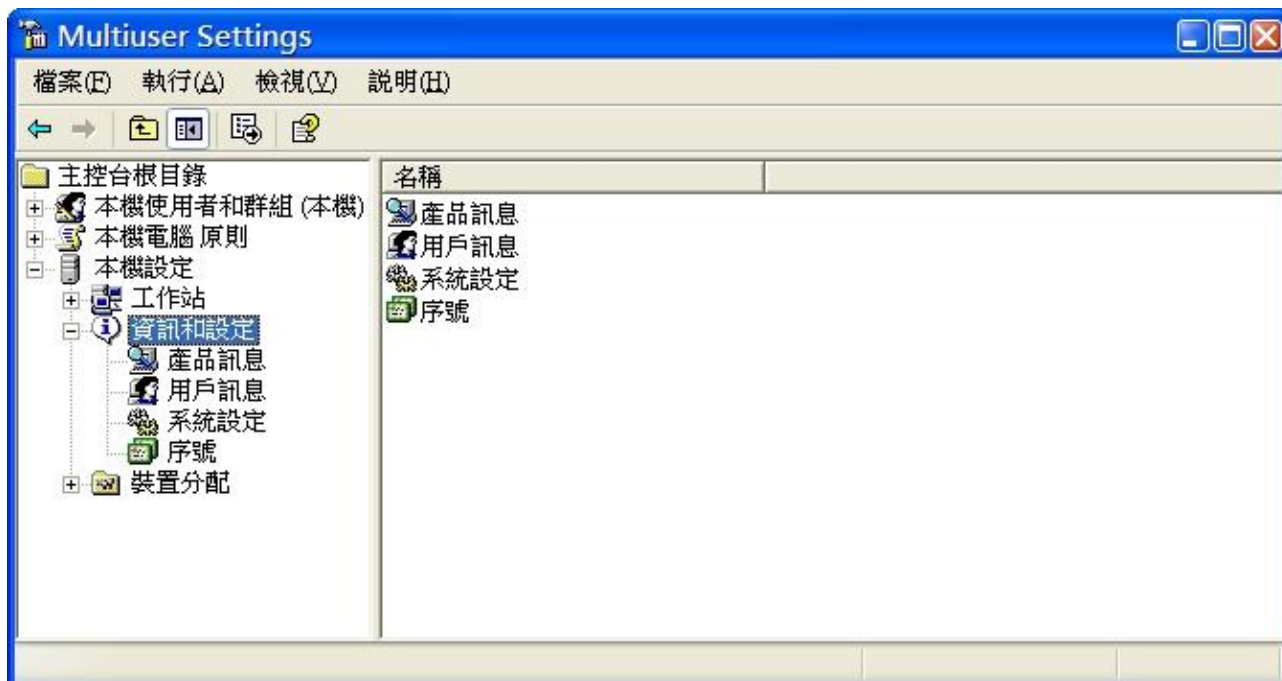 Multiuser Settings
檔案(F) 執行(A) 檢視(V) 說明(H)
主控台根目錄
本機使用者和群組 (本機)
本機電腦 原則
本機設定
工作站
資訊和設定
產品訊息
用戶訊息
系統設定
序號
裝置分配
名稱
產品訊息
用戶訊息
系統設定
序號